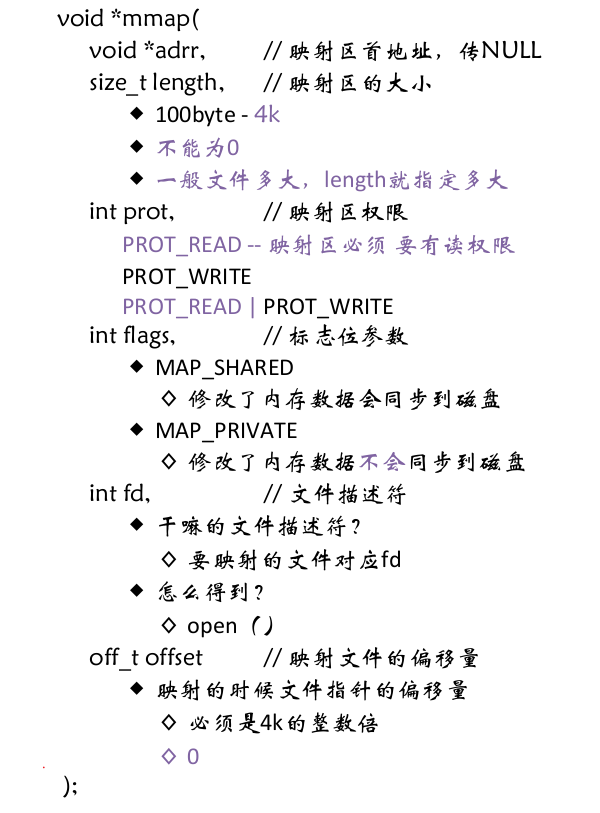 void *mmap(
void *adrr, // 映射区首地址，传NULL
size_t length, // 映射区的大小
◆ 100byte - 4k
◆ 不能为0
◆ 一般文件多大，length就指定多大
int prot, // 映射区权限
PROT_READ -- 映射区必须 要有读权限
PROT_WRITE
PROT_READ | PROT_WRITE
int flags, // 标志位参数
◆ MAP_SHARED
◇ 修改了内存数据会同步到磁盘
◆ MAP_PRIVATE
◇ 修改了内存数据不会同步到磁盘
int fd, // 文件描述符
◆ 干嘛的文件描述符？
◇ 要映射的文件对应fd
◆ 怎么得到？
◇ open（）
off_t offset // 映射文件的偏移量
◆ 映射的时候文件指针的偏移量
◇ 必须是4k的整数倍
◇ 0
);